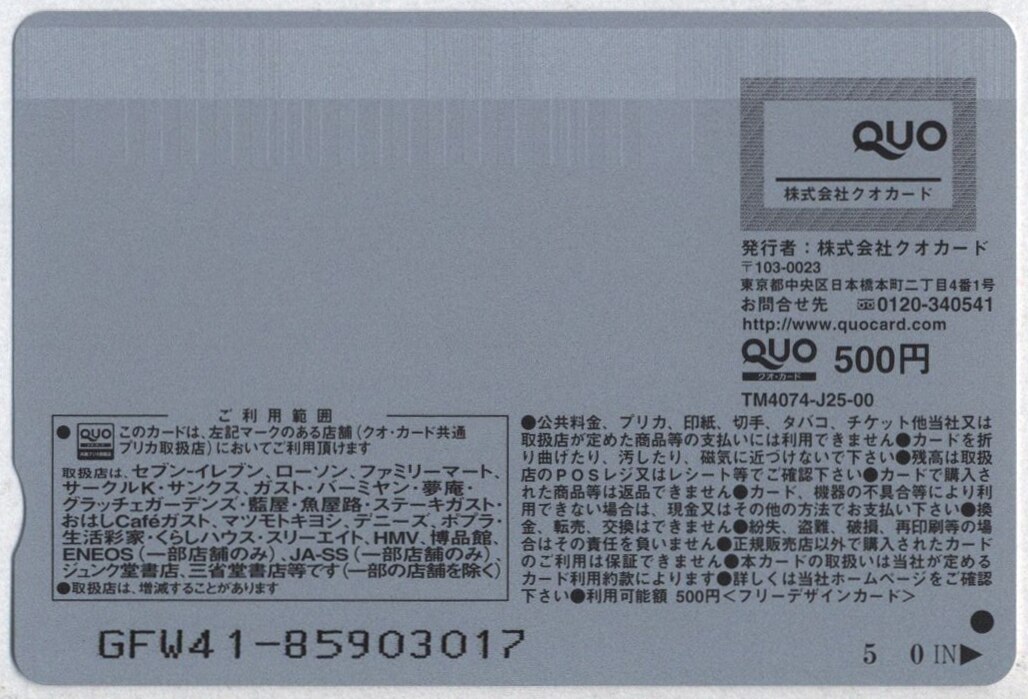 QUO
株式会社クオカード
発行者：株式会社クオカード
〒103-0023
東京都中央区日本橋本町二丁目4番1号
お問合せ先 0120-340541
http://www.quocard.com
QUO 500円
クオ・カード
TM4074-J25-00
ご利用範囲
●QUO このカードは、左記マークのある店舗（クオ・カード共通
プリカ取扱店）においてご利用頂けます
取扱店は、セブン-イレブン、ローソン、ファミリーマート、
サークルK・サンクス、ガスト・バーミヤン・夢庵・
グラッチェガーデンズ・藍屋・魚屋路・ステーキガスト・
おはしCaféガスト、マツモトキヨシ、デニーズ、ポプラ・
生活彩家・くらしハウス・スリーエイト、HMV、博品館、
ENEOS（一部店舗のみ）、JA-SS（一部店舗のみ）、
ジュンク堂書店、三省堂書店等です（一部の店舗を除く）
●取扱店は、増減することがあります
●公共料金、プリカ、印紙、切手、タバコ、チケット他当社又は
取扱店が定めた商品等の支払いには利用できません●カードを折
り曲げたり、汚したり、磁気に近づけないで下さい●残高は取扱
店のPOSレジ又はレシート等でご確認下さい●カードで購入さ
れた商品等は返品できません●カード、機器の不具合等により利
用できない場合は、現金又はその他の方法でお支払い下さい●換
金、転売、交換はできません●紛失、盗難、破損、再印刷等の場
合はその責任を負いません●正規販売店以外で購入されたカード
のご利用は保証できません●本カードの取扱いは当社が定める
カード利用約款によります●詳しくは当社ホームページをご確認
下さい●利用可能額 500円＜フリーデザインカード＞
GFW41-85903017
5 0 IN▶